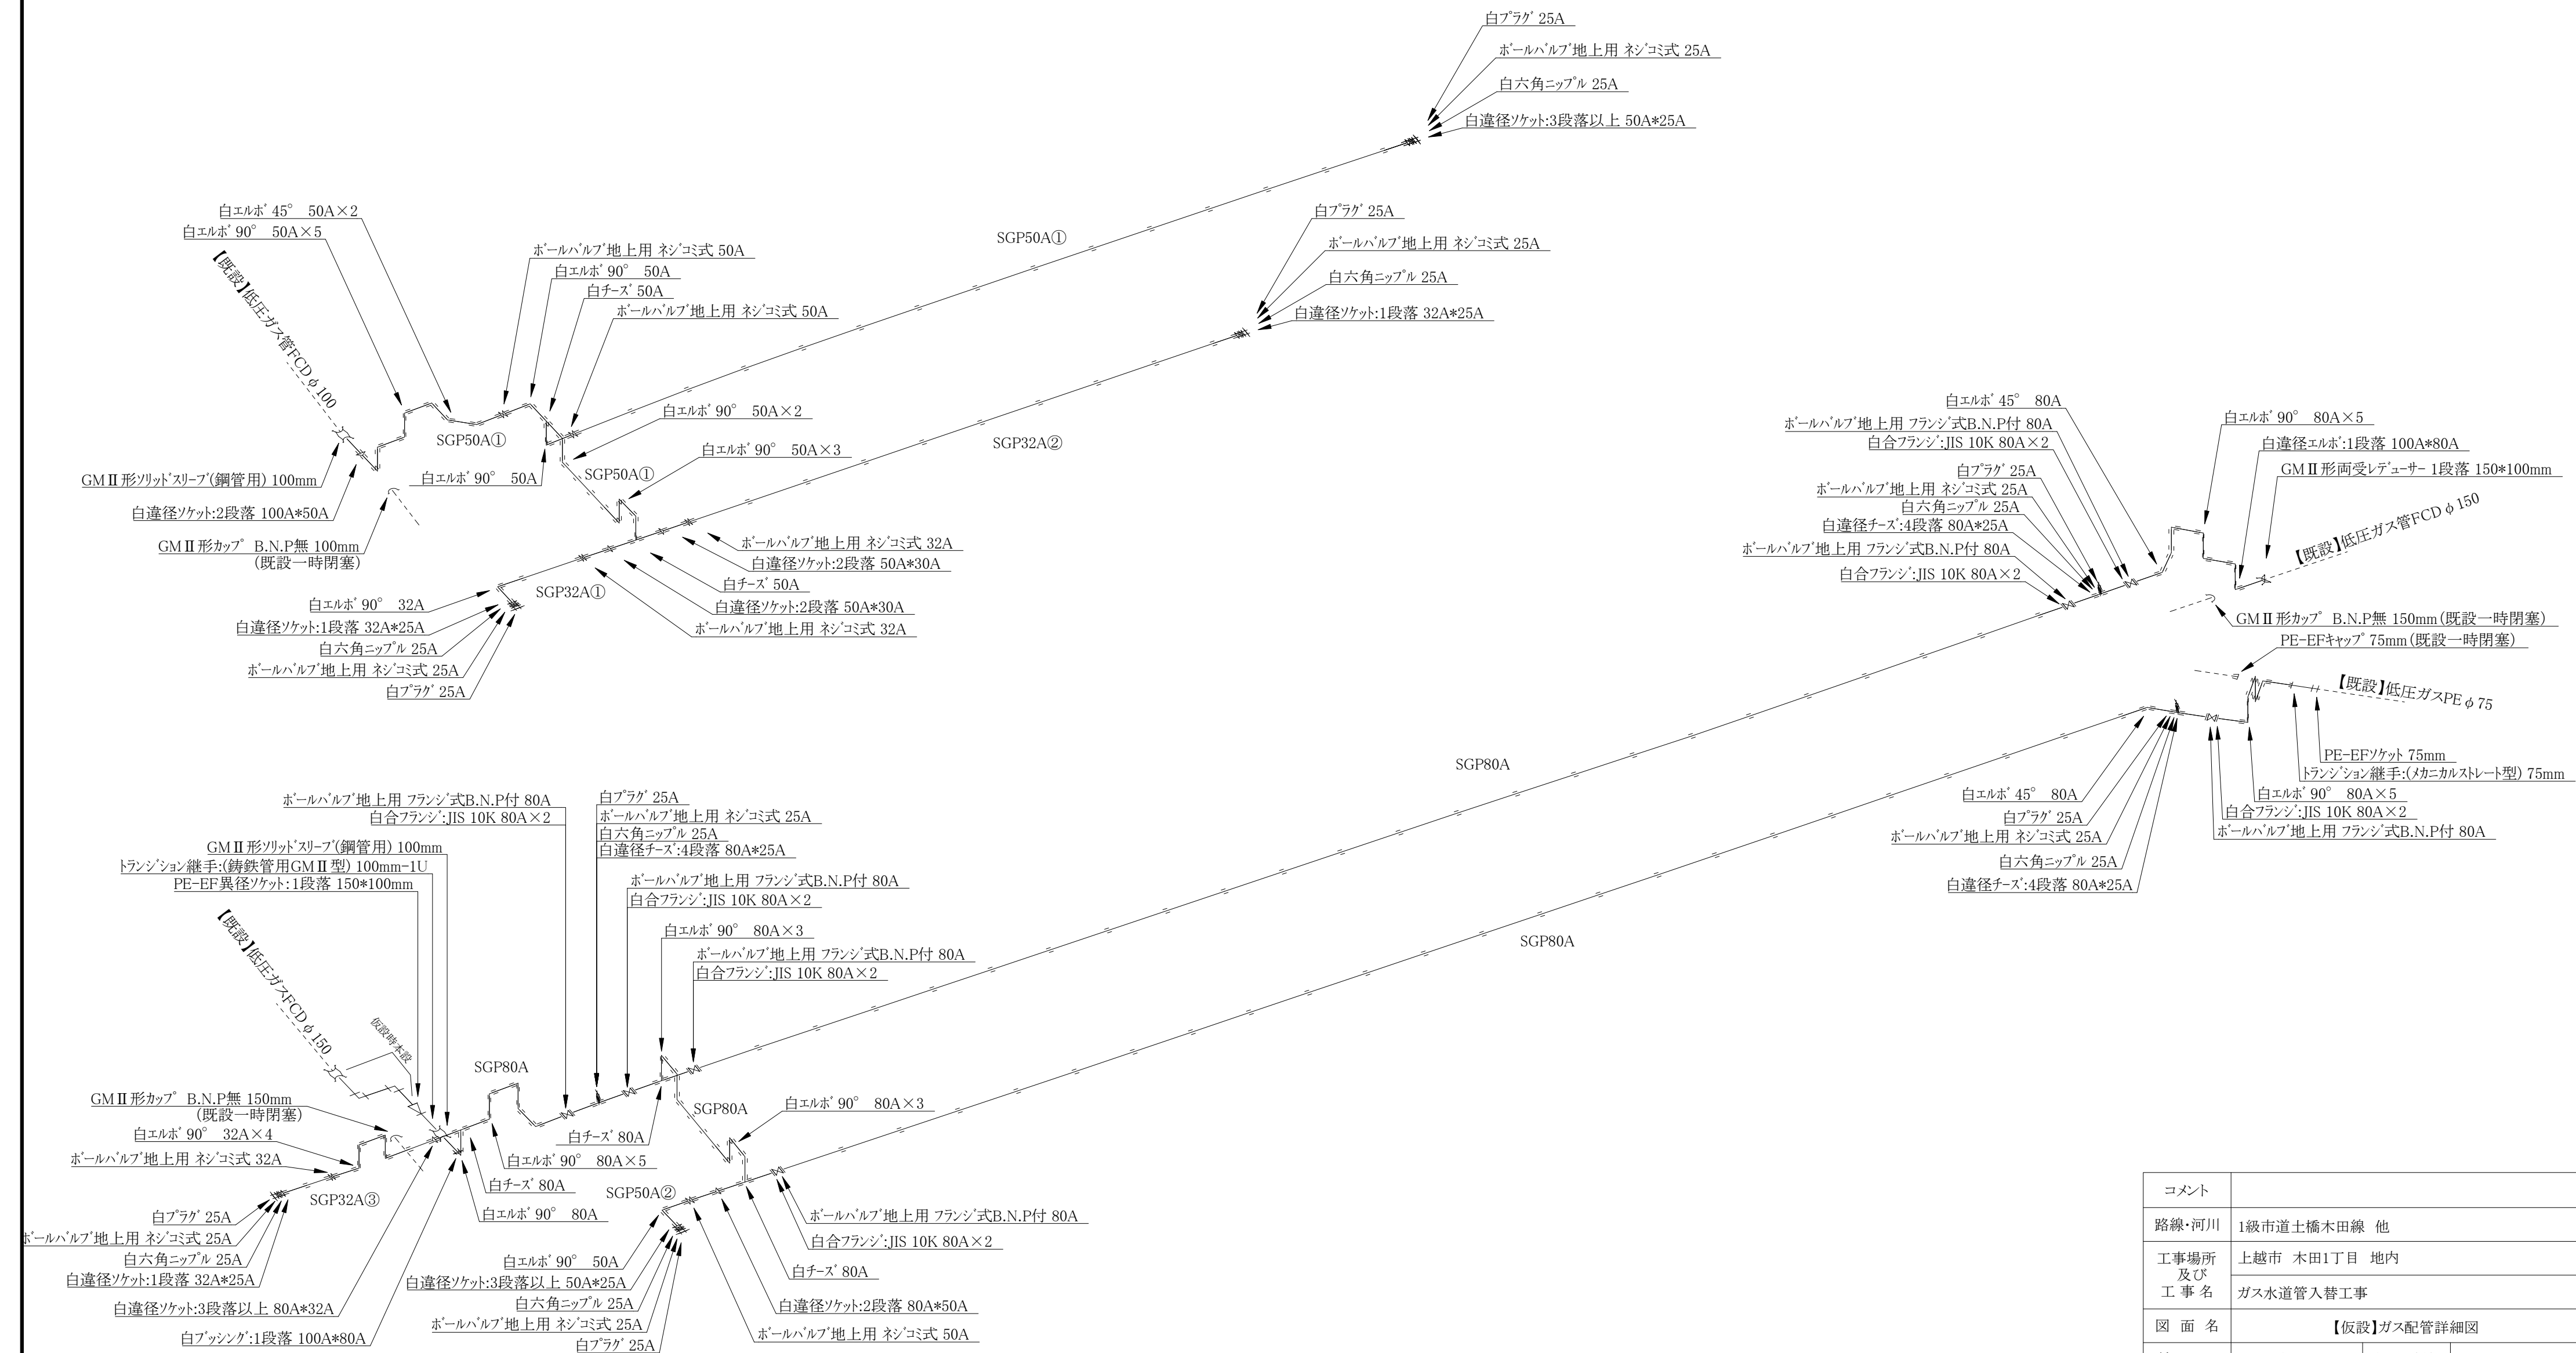 白プラグ 25A
ボールバルブ地上用 ネジコミ式 25A
白六角ニップル 25A
白違径ソケット:3段落以上 50A*25A
SGP50A①
白エルボ 45°　50A×2
白エルボ 90°　50A×5
【既設】低圧ガス管FCDφ100
ボールバルブ地上用 ネジコミ式 50A
白エルボ 90°　50A
白チーズ 50A
ボールバルブ地上用 ネジコミ式 50A
白プラグ 25A
ボールバルブ地上用 ネジコミ式 25A
白六角ニップル 25A
白違径ソケット:1段落 32A*25A
SGP32A②
白エルボ 90°　50A×2
白エルボ 90°　50A×3
SGP50A①
SGP50A①
白エルボ 90°　50A
GMⅡ形ソリッドスリーブ(鋼管用) 100mm
白違径ソケット:2段落 100A*50A
GMⅡ形カップ B.N.P無 100mm
(既設一時閉塞)
ボールバルブ地上用 ネジコミ式 32A
白違径ソケット:2段落 50A*30A
白チーズ 50A
白違径ソケット:2段落 50A*30A
ボールバルブ地上用 ネジコミ式 32A
SGP32A①
白エルボ 90°　32A
白違径ソケット:1段落 32A*25A
白六角ニップル 25A
ボールバルブ地上用 ネジコミ式 25A
白プラグ 25A
白エルボ 45°　80A
ボールバルブ地上用 フランジ式B.N.P付 80A
白合フランジ:JIS 10K 80A×2
白プラグ 25A
ボールバルブ地上用 ネジコミ式 25A
白六角ニップル 25A
白違径チーズ:4段落 80A*25A
ボールバルブ地上用 フランジ式B.N.P付 80A
白合フランジ:JIS 10K 80A×2
白エルボ 90°　80A×5
白違径エルボ:1段落 100A*80A
GMⅡ形両受レデューサー 1段落 150*100mm
【既設】低圧ガス管FCDφ150
GMⅡ形カップ B.N.P無 150mm(既設一時閉塞)
PE-EFキャップ 75mm(既設一時閉塞)
【既設】低圧ガスPEφ75
PE-EFソケット 75mm
トランジション継手:(メカニカルストレート型) 75mm
白エルボ 90°　80A×5
白合フランジ:JIS 10K 80A×2
ボールバルブ地上用 フランジ式B.N.P付 80A
白エルボ 45°　80A
白プラグ 25A
ボールバルブ地上用 ネジコミ式 25A
白六角ニップル 25A
白違径チーズ:4段落 80A*25A
SGP80A
SGP80A
ボールバルブ地上用 フランジ式B.N.P付 80A
白合フランジ:JIS 10K 80A×2
GMⅡ形ソリッドスリーブ(鋼管用) 100mm
トランジション継手:(鋳鉄管用GMⅡ型) 100mm-1U
PE-EF異径ソケット:1段落 150*100mm
白プラグ 25A
ボールバルブ地上用 ネジコミ式 25A
白六角ニップル 25A
白違径チーズ:4段落 80A*25A
ボールバルブ地上用 フランジ式B.N.P付 80A
白合フランジ:JIS 10K 80A×2
白エルボ 90°　80A×3
ボールバルブ地上用 フランジ式B.N.P付 80A
白合フランジ:JIS 10K 80A×2
【既設】低圧ガスFCDφ150
仮設時本設
SGP80A
SGP80A
白エルボ 90°　80A×3
GMⅡ形カップ B.N.P無 150mm
(既設一時閉塞)
白エルボ 90°　32A×4
ボールバルブ地上用 ネジコミ式 32A
SGP32A③
白プラグ 25A
ボールバルブ地上用 ネジコミ式 25A
白六角ニップル 25A
白違径ソケット:1段落 32A*25A
白違径ソケット:3段落以上 80A*32A
白ブッシング:1段落 100A*80A
白チーズ 80A
白エルボ 90°　80A×5
白チーズ 80A
白エルボ 90°　80A
SGP50A②
白エルボ 90°　50A
白違径ソケット:3段落以上 50A*25A
白六角ニップル 25A
ボールバルブ地上用 ネジコミ式 25A
白プラグ 25A
ボールバルブ地上用 フランジ式B.N.P付 80A
白合フランジ:JIS 10K 80A×2
白チーズ 80A
白違径ソケット:2段落 80A*50A
ボールバルブ地上用 ネジコミ式 50A
コメント
路線・河川 1級市道土橋木田線 他
工事場所 上越市 木田1丁目 地内
及び
工事名 ガス水道管入替工事
図面名 【仮設】ガス配管詳細図